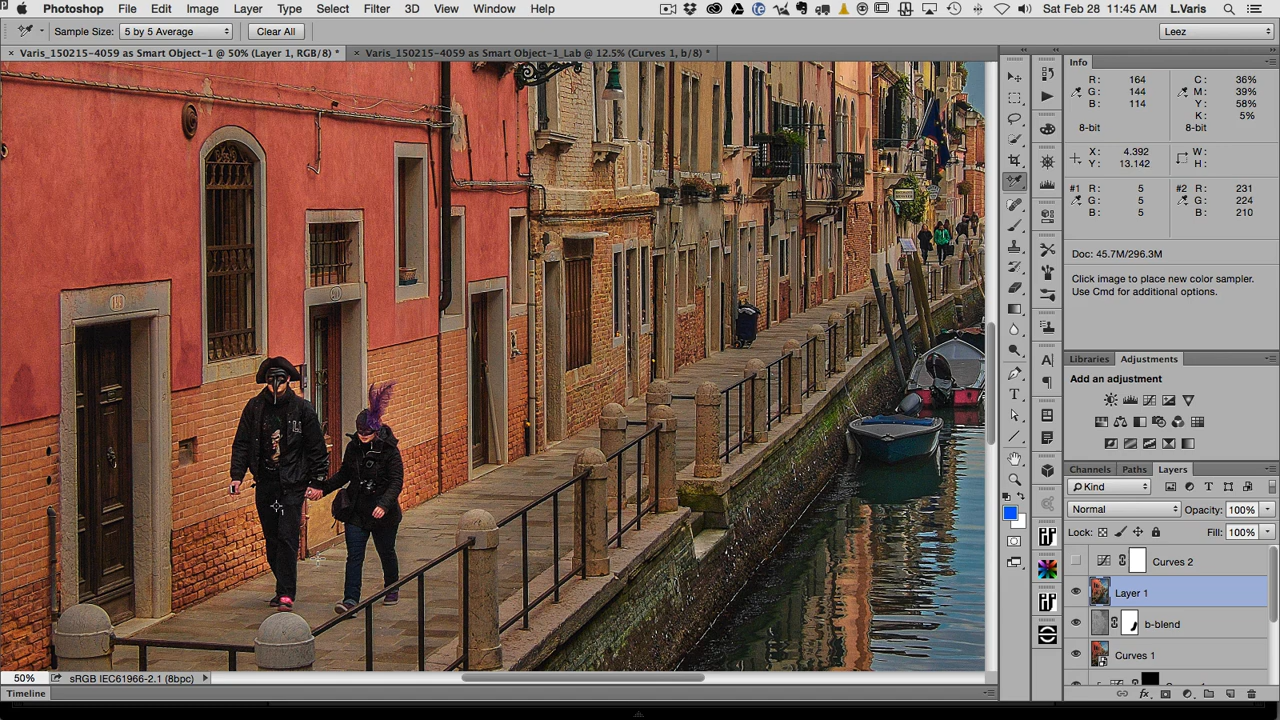 Photoshop File Edit Image Layer Type Select Filter 3D View Window Help Sat Feb 28 11:45 AM L.Varis
Sample Size: 5 by 5 Average Clear All Leez
× Varis_150215-4059 as Smart Object-1 @ 50% (Layer 1, RGB/8) * × Varis_150215-4059 as Smart Object-1_Lab @ 12.5% (Curves 1, b/8) *
Info
R: 164 C: 36%
G: 144 M: 39%
B: 114 Y: 58%
K: 5%
8-bit 8-bit
X: 4.392 W:
Y: 13.142 H:
#1 R: 5 #2 R: 231
G: 5 G: 224
B: 5 B: 210
Doc: 45.7M/296.3M
Click image to place new color sampler.
Use Cmd for additional options.
Libraries Adjustments
Add an adjustment
Channels Paths Layers
Kind
Normal Opacity: 100%
Lock: Fill: 100%
Curves 2
Layer 1
b-blend
Curves 1
50% sRGB IEC61966-2.1 (8bpc)
Timeline